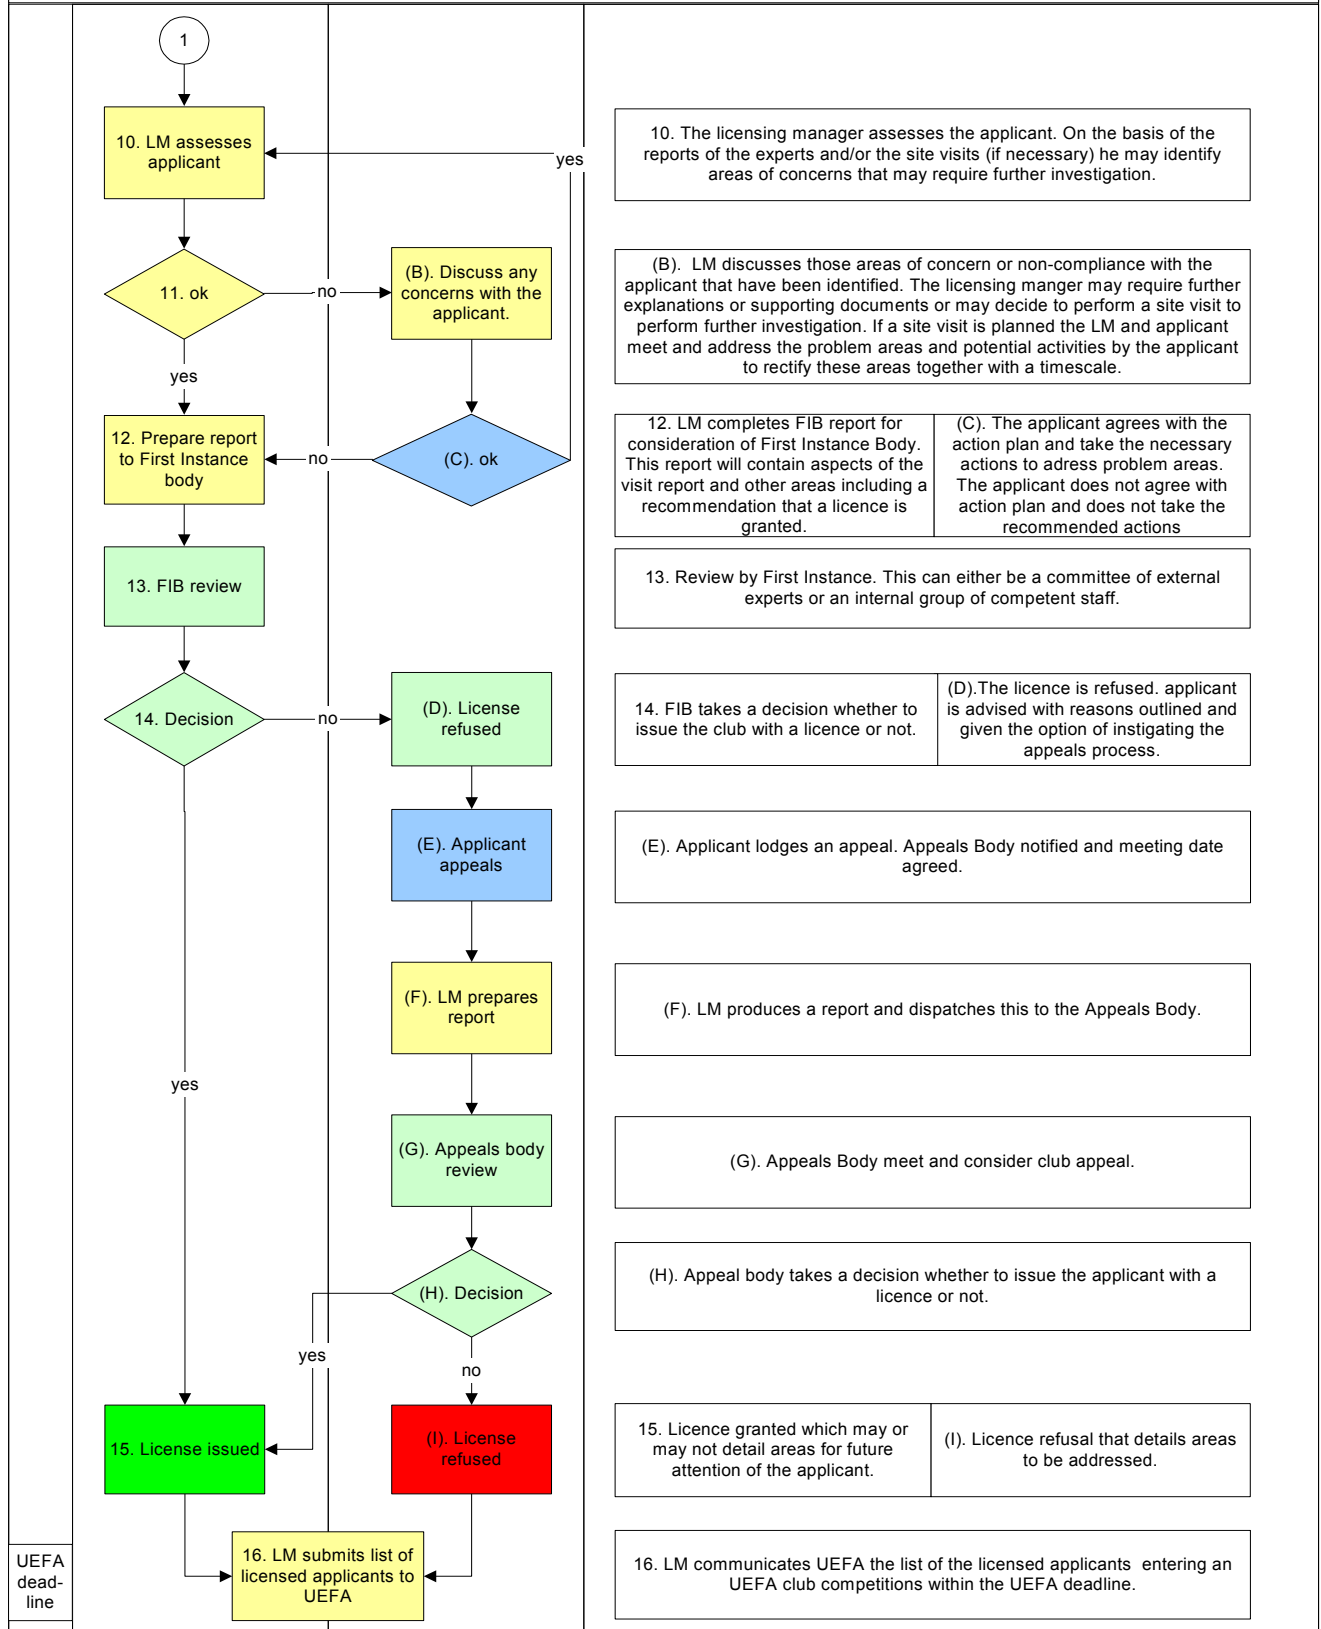 1
10. LM assesses
applicant
yes
10. The licensing manager assesses the applicant. On the basis of the
reports of the experts and/or the site visits (if necessary) he may identify
areas of concerns that may require further investigation.
11. ok
no
(B). Discuss any
concerns with the
applicant.
(B).  LM discusses those areas of concern or non-compliance with the
applicant that have been identified. The licensing manger may require further
explanations or supporting documents or may decide to perform a site visit to
perform further investigation. If a site visit is planned the LM and applicant
meet and address the problem areas and potential activities by the applicant
to rectify these areas together with a timescale.
yes
12. Prepare report
to First Instance
body
no
(C). ok
12. LM completes FIB report for
consideration of First Instance Body.
This report will contain aspects of the
visit report and other areas including a
recommendation that a licence is
granted.
(C). The applicant agrees with the
action plan and take the necessary
actions to adress problem areas.
The applicant does not agree with
action plan and does not take the
recommended actions
13. FIB review
13. Review by First Instance. This can either be a committee of external
experts or an internal group of competent staff.
14. Decision
no
(D). License
refused
14. FIB takes a decision whether to
issue the club with a licence or not.
(D).The licence is refused. applicant
is advised with reasons outlined and
given the option of instigating the
appeals process.
(E). Applicant
appeals
(E). Applicant lodges an appeal. Appeals Body notified and meeting date
agreed.
(F). LM prepares
report
(F). LM produces a report and dispatches this to the Appeals Body.
yes
(G). Appeals body
review
(G). Appeals Body meet and consider club appeal.
(H). Decision
(H). Appeal body takes a decision whether to issue the applicant with a
licence or not.
yes
no
15. License issued
(I). License
refused
15. Licence granted which may or
may not detail areas for future
attention of the applicant.
(I). Licence refusal that details areas
to be addressed.
UEFA
dead-
line
16. LM submits list of
licensed applicants to
UEFA
16. LM communicates UEFA the list of the licensed applicants  entering an
UEFA club competitions within the UEFA deadline.